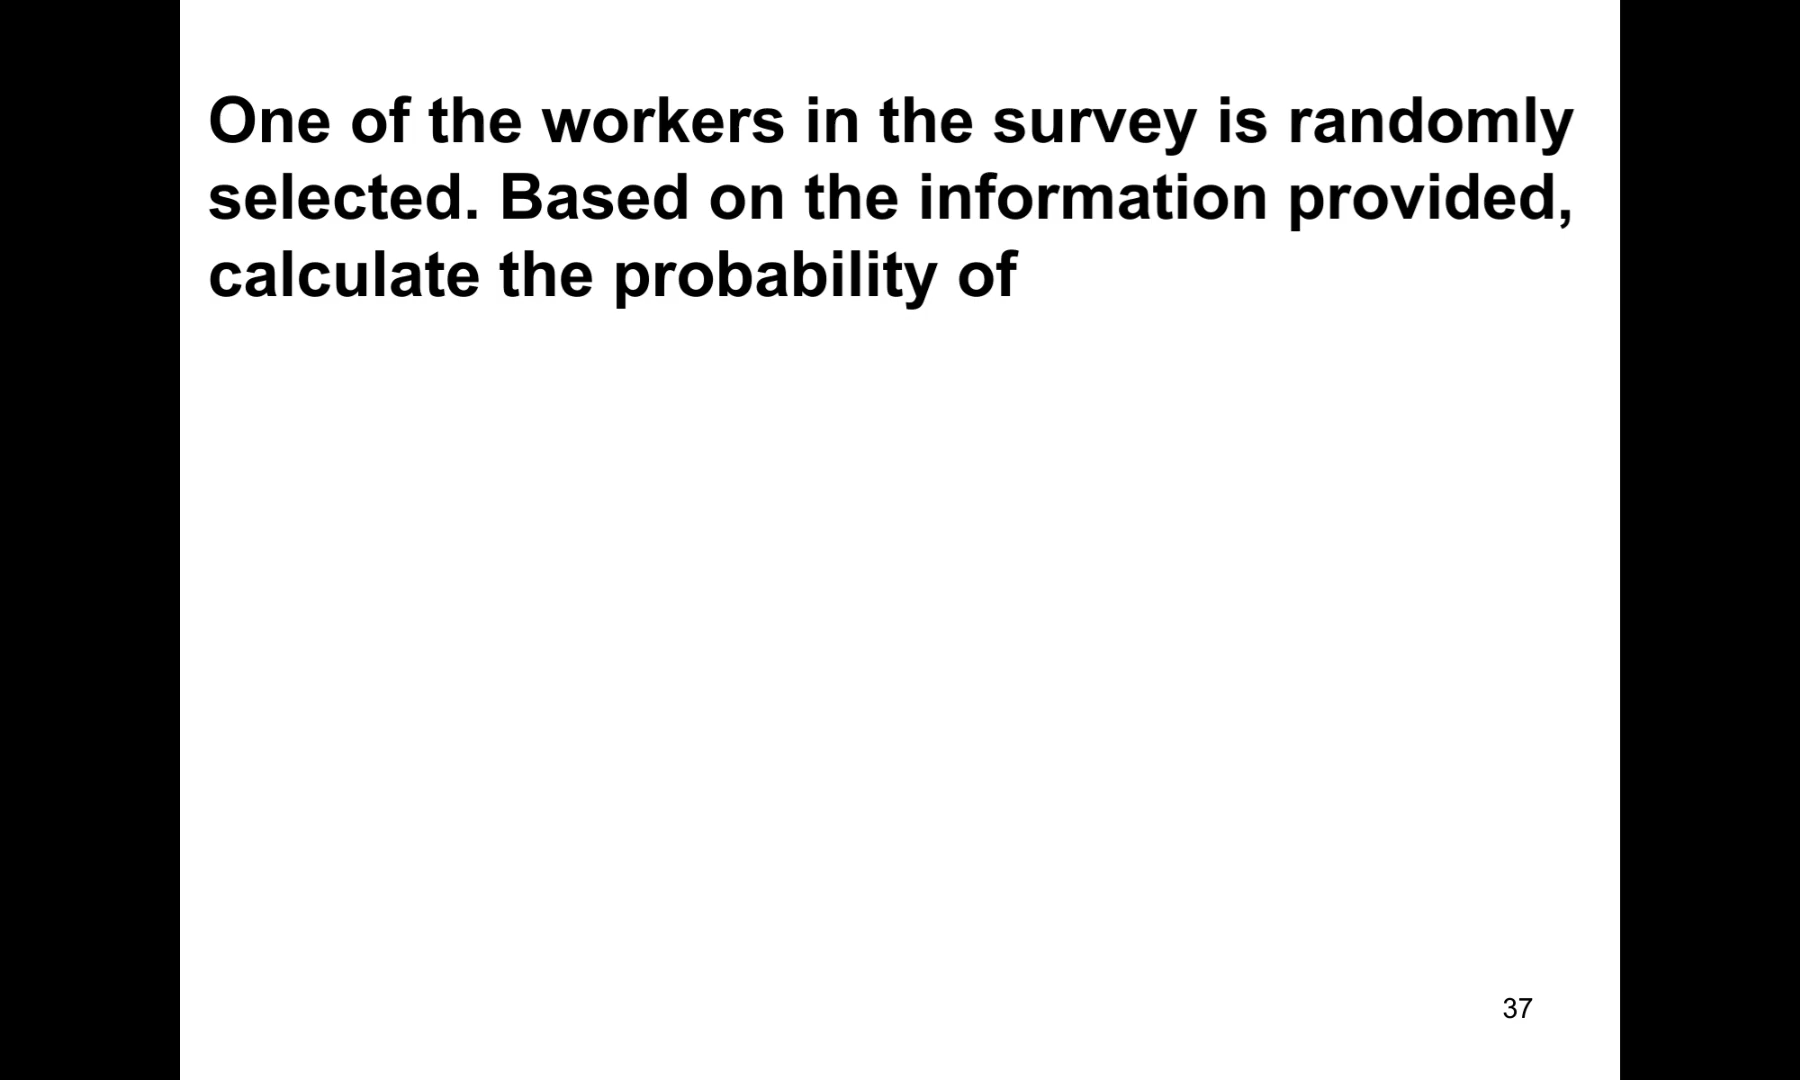 One of the workers in the survey is randomly
selected. Based on the information provided,
calculate the probability of
37